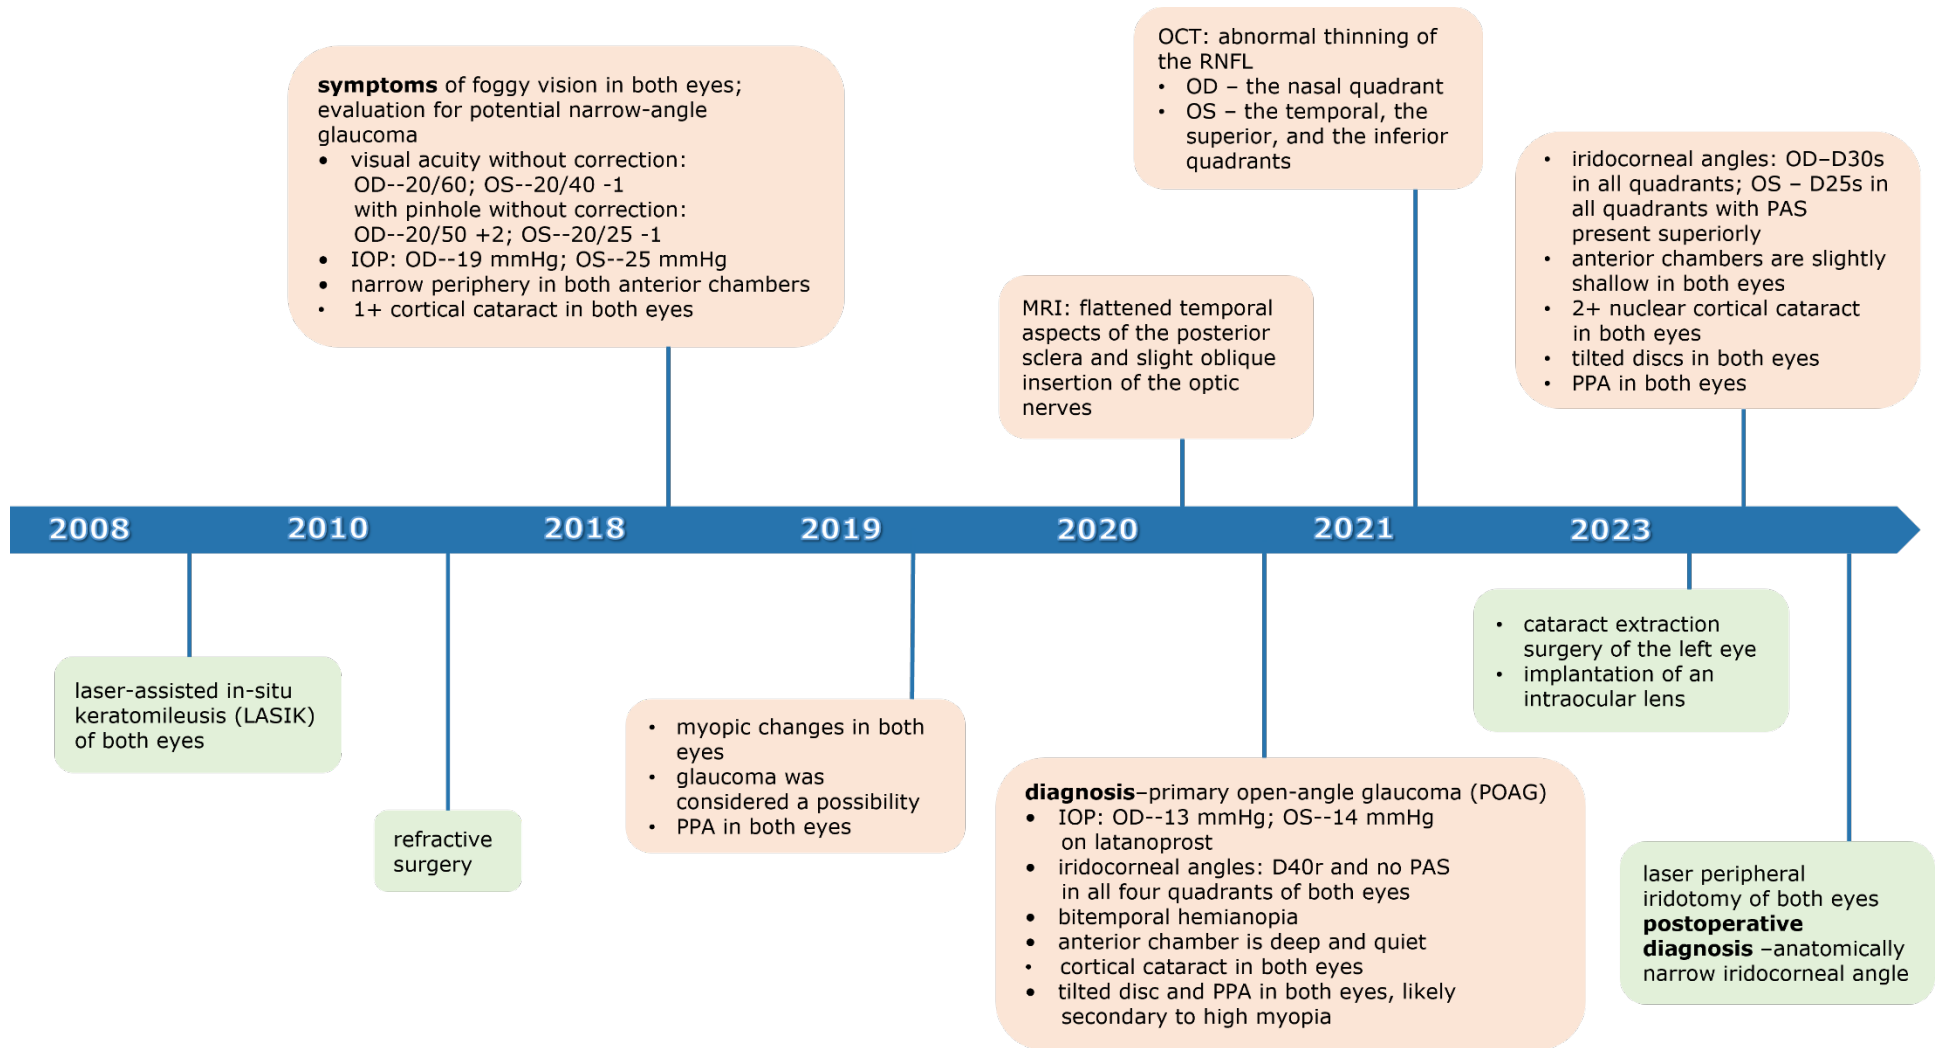 symptoms of foggy vision in both eyes;
evaluation for potential narrow-angle
glaucoma
• visual acuity without correction:
OD--20/60; OS--20/40 -1
with pinhole without correction:
OD--20/50 +2; OS--20/25 -1
• IOP: OD--19 mmHg; OS--25 mmHg
• narrow periphery in both anterior chambers
• 1+ cortical cataract in both eyes
MRI: flattened temporal
aspects of the posterior
sclera and slight oblique
insertion of the optic
nerves
OCT: abnormal thinning of
the RNFL
• OD – the nasal quadrant
• OS – the temporal, the
superior, and the inferior
quadrants
• iridocorneal angles: OD–D30s
in all quadrants; OS – D25s in
all quadrants with PAS
present superiorly
• anterior chambers are slightly
shallow in both eyes
• 2+ nuclear cortical cataract
in both eyes
• tilted discs in both eyes
• PPA in both eyes
2008 2010 2018 2019 2020 2021 2023
laser-assisted in-situ
keratomileusis (LASIK)
of both eyes
refractive
surgery
• myopic changes in both
eyes
• glaucoma was
considered a possibility
• PPA in both eyes
diagnosis–primary open-angle glaucoma (POAG)
• IOP: OD--13 mmHg; OS--14 mmHg
on latanoprost
• iridocorneal angles: D40r and no PAS
in all four quadrants of both eyes
• bitemporal hemianopia
• anterior chamber is deep and quiet
• cortical cataract in both eyes
• tilted disc and PPA in both eyes, likely
secondary to high myopia
• cataract extraction
surgery of the left eye
• implantation of an
intraocular lens
laser peripheral
iridotomy of both eyes
postoperative
diagnosis –anatomically
narrow iridocorneal angle